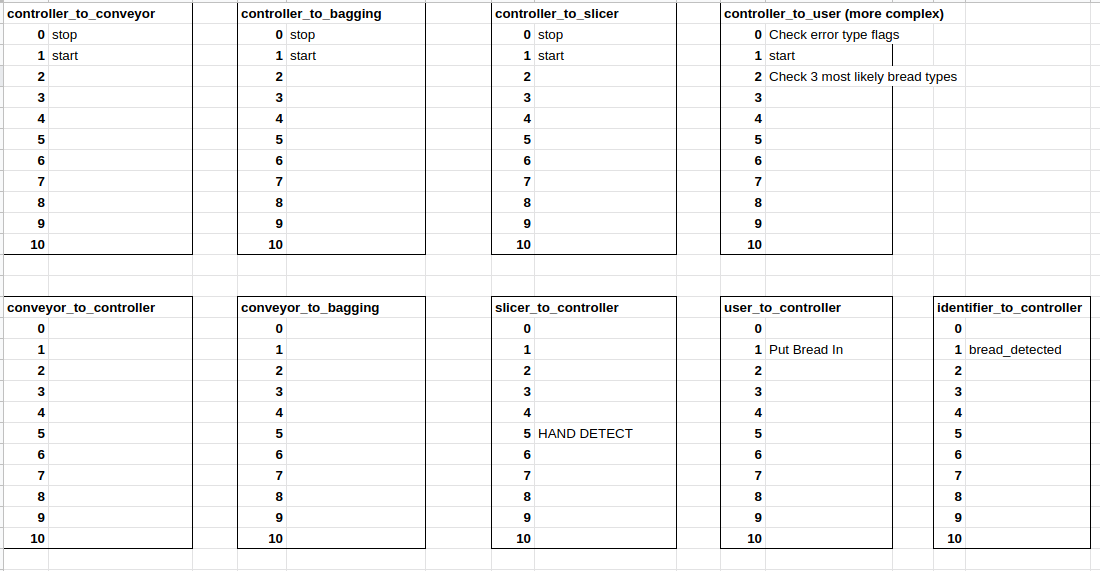 controller_to_conveyor controller_to_bagging controller_to_slicer controller_to_user (more complex)
0 stop 0 stop 0 stop 0 Check error type flags
1 start 1 start 1 start 1 start
2 2 2 2 Check 3 most likely bread types
3 3 3 3
4 4 4 4
5 5 5 5
6 6 6 6
7 7 7 7
8 8 8 8
9 9 9 9
10 10 10 10
conveyor_to_controller conveyor_to_bagging slicer_to_controller user_to_controller identifier_to_controller
0 0 0 0 0
1 1 1 1 Put Bread In 1 bread_detected
2 2 2 2 2
3 3 3 3 3
4 4 4 4 4
5 5 5 HAND DETECT 5 5
6 6 6 6 6
7 7 7 7 7
8 8 8 8 8
9 9 9 9 9
10 10 10 10 10